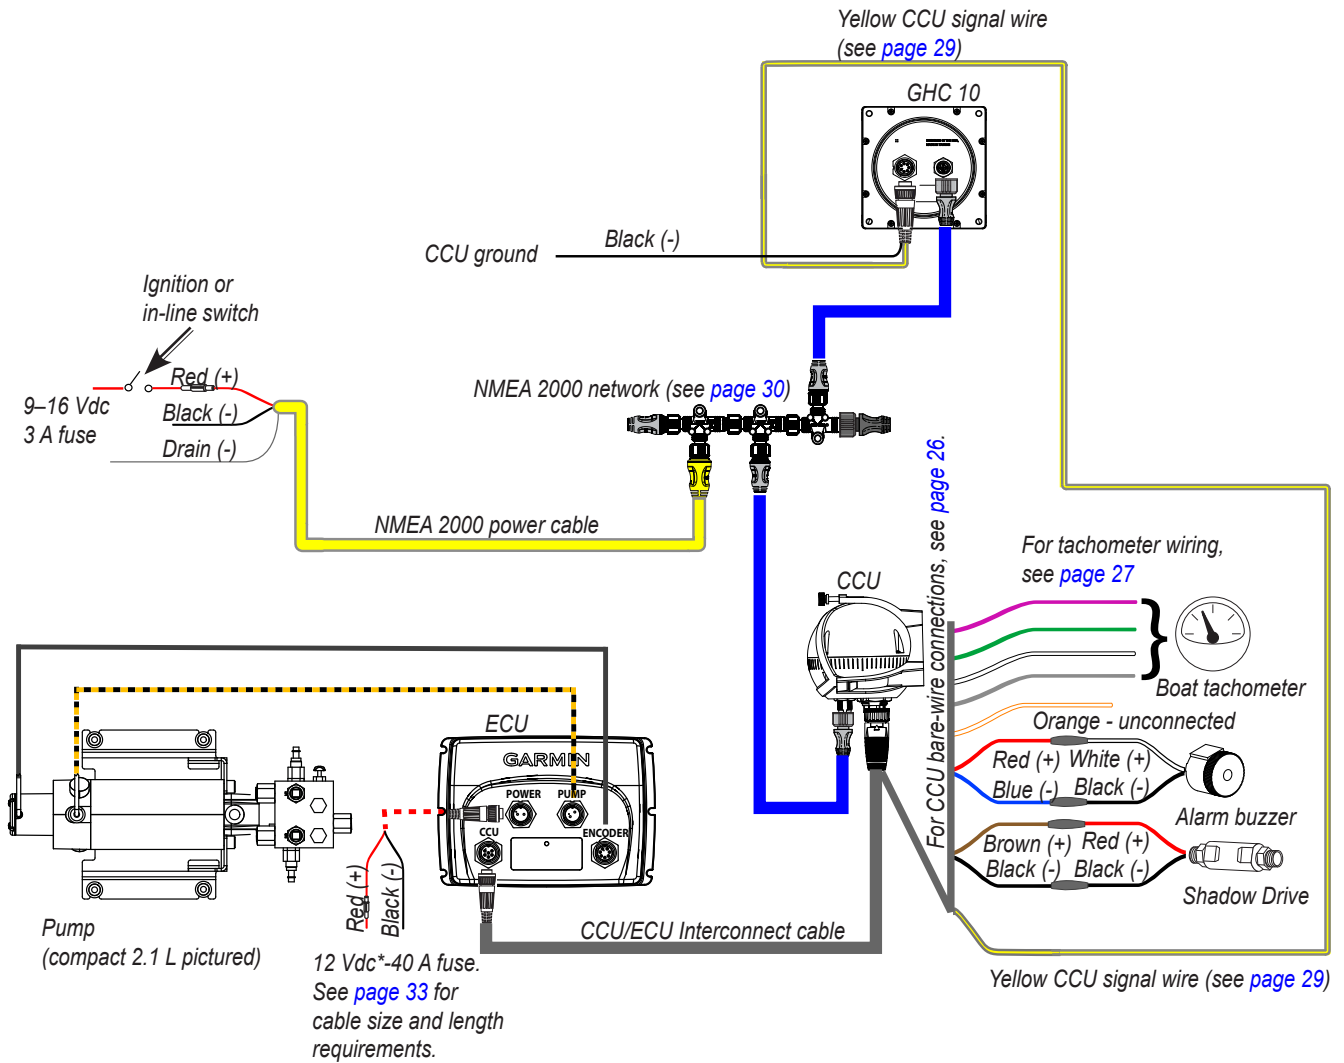 Yellow CCU signal wire
(see page 29)
GHC 10
CCU ground
Black (-)
Ignition or
in-line switch
Red (+)
9–16 Vdc
3 A fuse
Black (-)
Drain (-)
NMEA 2000 network (see page 30)
NMEA 2000 power cable
For CCU bare-wire connections, see page 26.
For tachometer wiring,
see page 27
CCU
Boat tachometer
Orange - unconnected
Red (+) White (+)
Blue (-) Black (-)
Alarm buzzer
Brown (+) Red (+)
Black (-) Black (-)
Shadow Drive
ECU
GARMIN
POWER PUMP
CCU ENCODER
Red (+)
Black (-)
CCU/ECU Interconnect cable
Pump
(compact 2.1 L pictured)
12 Vdc*-40 A fuse.
See page 33 for
cable size and length
requirements.
Yellow CCU signal wire (see page 29)